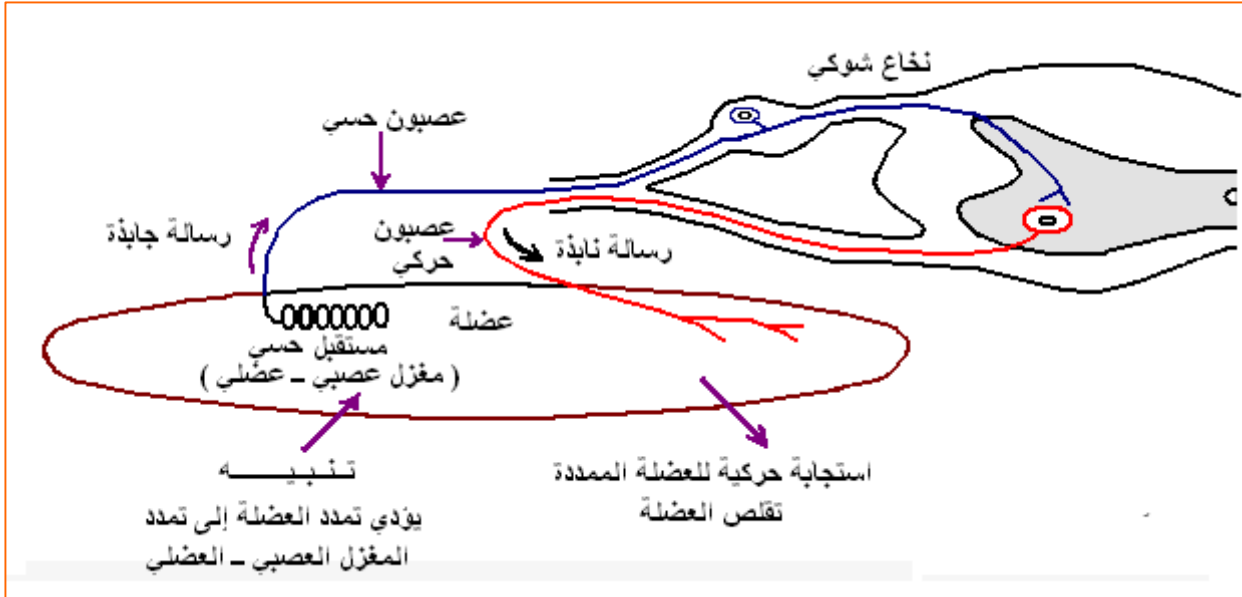 نخاع شوكي
عصبون حسي
رسالة جابذة
عصبون
حركي
رسالة نابذة
عضلة
مستقبل حسي
( مغزل عصبي – عضلي )
تـنـبـيـــــه
يؤدي تمدد العضلة إلى تمدد
المغزل العصبي – العضلي
استجابة حركية للعضلة الممددة
تقلص العضلة